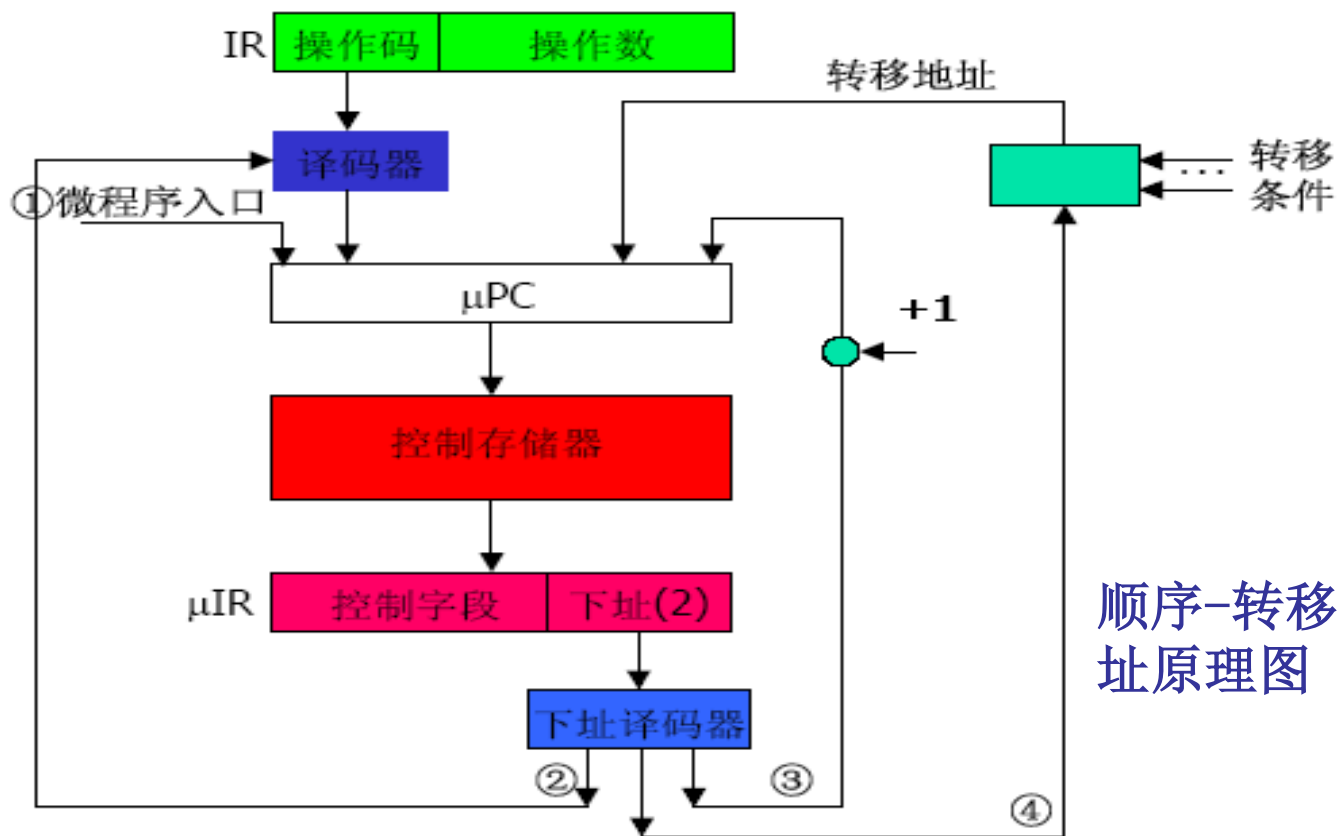 IR
操作码
操作数
转移地址
译码器
转移
...
条件
①微程序入口
μPC
+1
控制存储器
μIR
控制字段
下址(2)
顺序-转移
址原理图
下址译码器
②
③
④